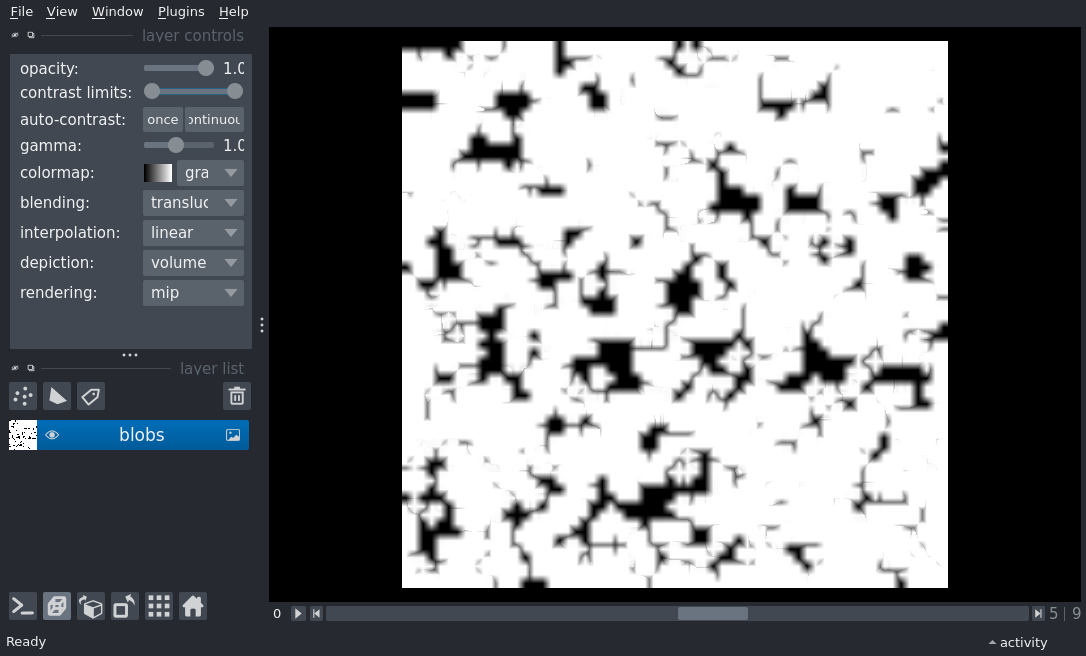 File View Window Plugins Help
layer controls
opacity: 1.0
contrast limits:
auto-contrast: once ontinuou
gamma: 1.0
colormap: gra
blending: transluc
interpolation: linear
depiction: volume
rendering: mip
layer list
blobs
0 5 | 9
Ready activity